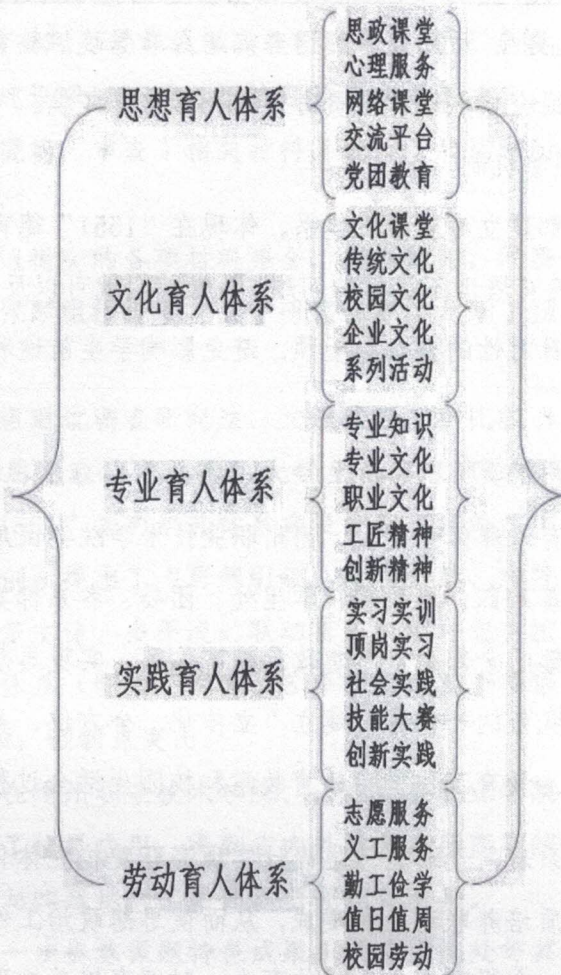 思想育人体系
思政课堂
心理服务
网络课堂
交流平台
党团教育
文化育人体系
文化课堂
传统文化
校园文化
企业文化
系列活动
专业育人体系
专业知识
专业文化
职业文化
工匠精神
创新精神
实践育人体系
实习实训
顶岗实习
社会实践
技能大赛
创新实践
劳动育人体系
志愿服务
义工服务
勤工俭学
值日值周
校园劳动